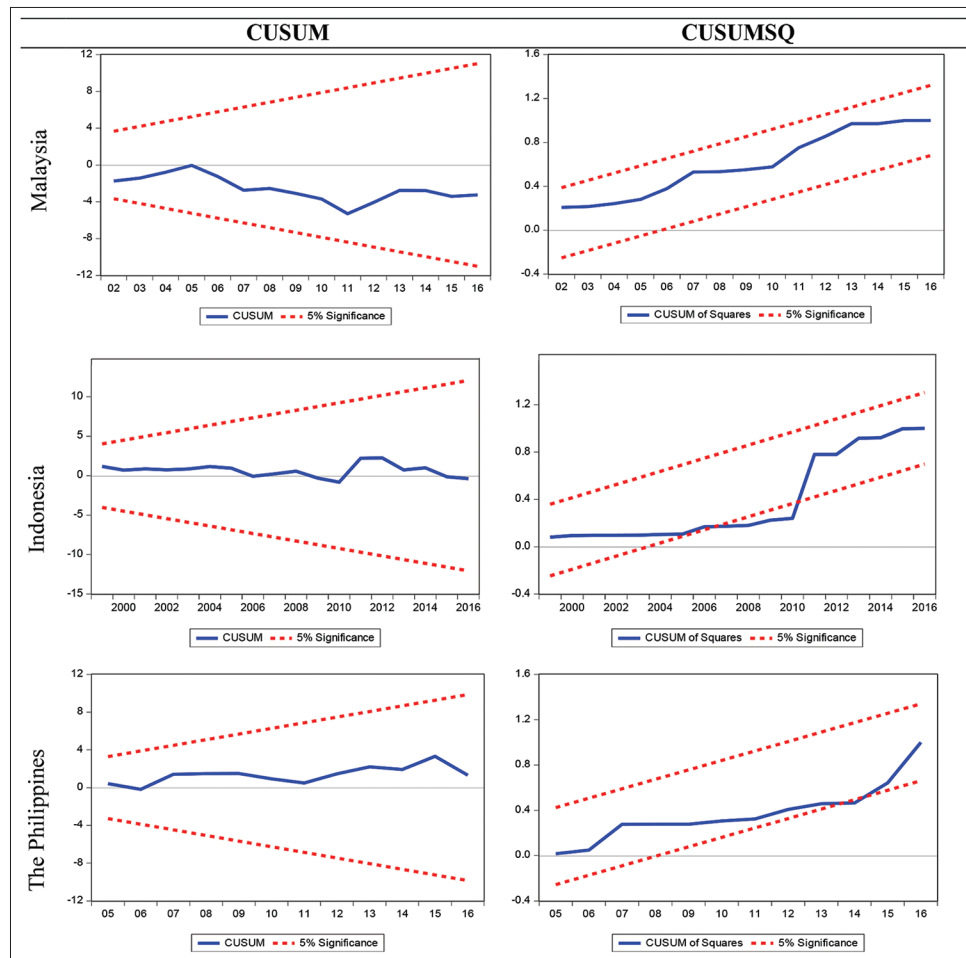 CUSUM CUSUMSQ
Malaysia
12
8
4
0
-4
-8
-12
02 03 04 05 06 07 08 09 10 11 12 13 14 15 16
CUSUM 5% Significance
1.6
1.2
0.8
0.4
0.0
-0.4
02 03 04 05 06 07 08 09 10 11 12 13 14 15 16
CUSUM of Squares 5% Significance
Indonesia
10
5
0
-5
-10
-15
2000 2002 2004 2006 2008 2010 2012 2014 2016
CUSUM 5% Significance
1.2
0.8
0.4
0.0
-0.4
2000 2002 2004 2006 2008 2010 2012 2014 2016
CUSUM of Squares 5% Significance
The Philippines
12
8
4
0
-4
-8
-12
05 06 07 08 09 10 11 12 13 14 15 16
CUSUM 5% Significance
1.6
1.2
0.8
0.4
0.0
-0.4
05 06 07 08 09 10 11 12 13 14 15 16
CUSUM of Squares 5% Significance